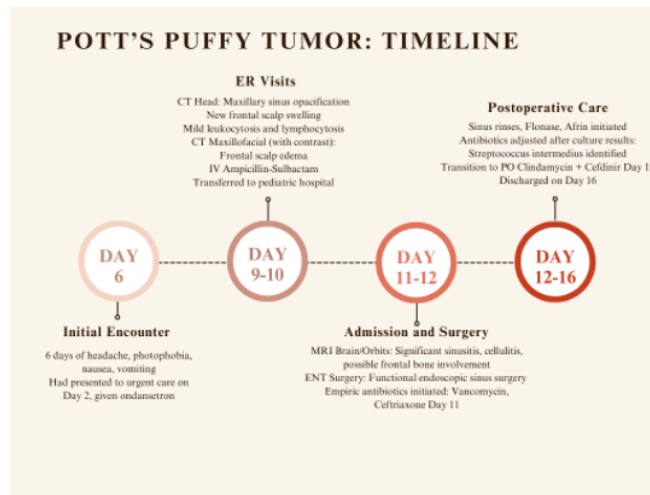 POTT'S PUFFY TUMOR: TIMELINE
ER Visits
CT Head: Maxillary sinus opacification
New frontal scalp swelling
Mild leukocytosis and lymphocytosis
CT Maxillofacial (with contrast):
Frontal scalp edema
IV Ampicillin-Sulbactam
Transferred to pediatric hospital
Postoperative Care
Sinus rinses, Flonase, Afrin initiated
Antibiotics adjusted after culture results:
Streptococcus intermedius identified
Transition to PO Clindamycin + Cefdinir Day
Discharged on Day 16
DAY
6
DAY
9-10
DAY
11-12
DAY
12-16
Initial Encounter
6 days of headache, photophobia,
nausea, vomiting
Had presented to urgent care on
Day 2, given ondansetron
Admission and Surgery
MRI Brain/Orbits: Significant sinusitis, cellulitis,
possible frontal bone involvement
ENT Surgery: Functional endoscopic sinus surgery
Empiric antibiotics initiated: Vancomycin,
Ceftriaxone Day 11